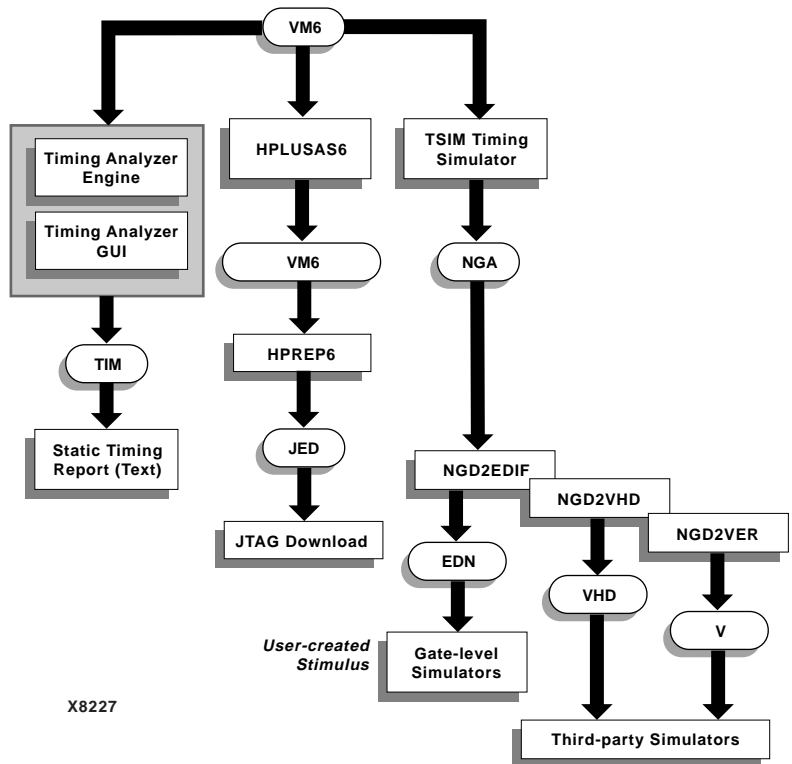 VM6
Timing Analyzer
Engine
Timing Analyzer
GUI
HPLUSAS6
TSIM Timing
Simulator
VM6
NGA
TIM
HPREP6
Static Timing
Report (Text)
JED
NGD2EDIF
NGD2VHD
NGD2VER
JTAG Download
EDN
VHD
V
User-created
Stimulus
Gate-level
Simulators
X8227
Third-party Simulators